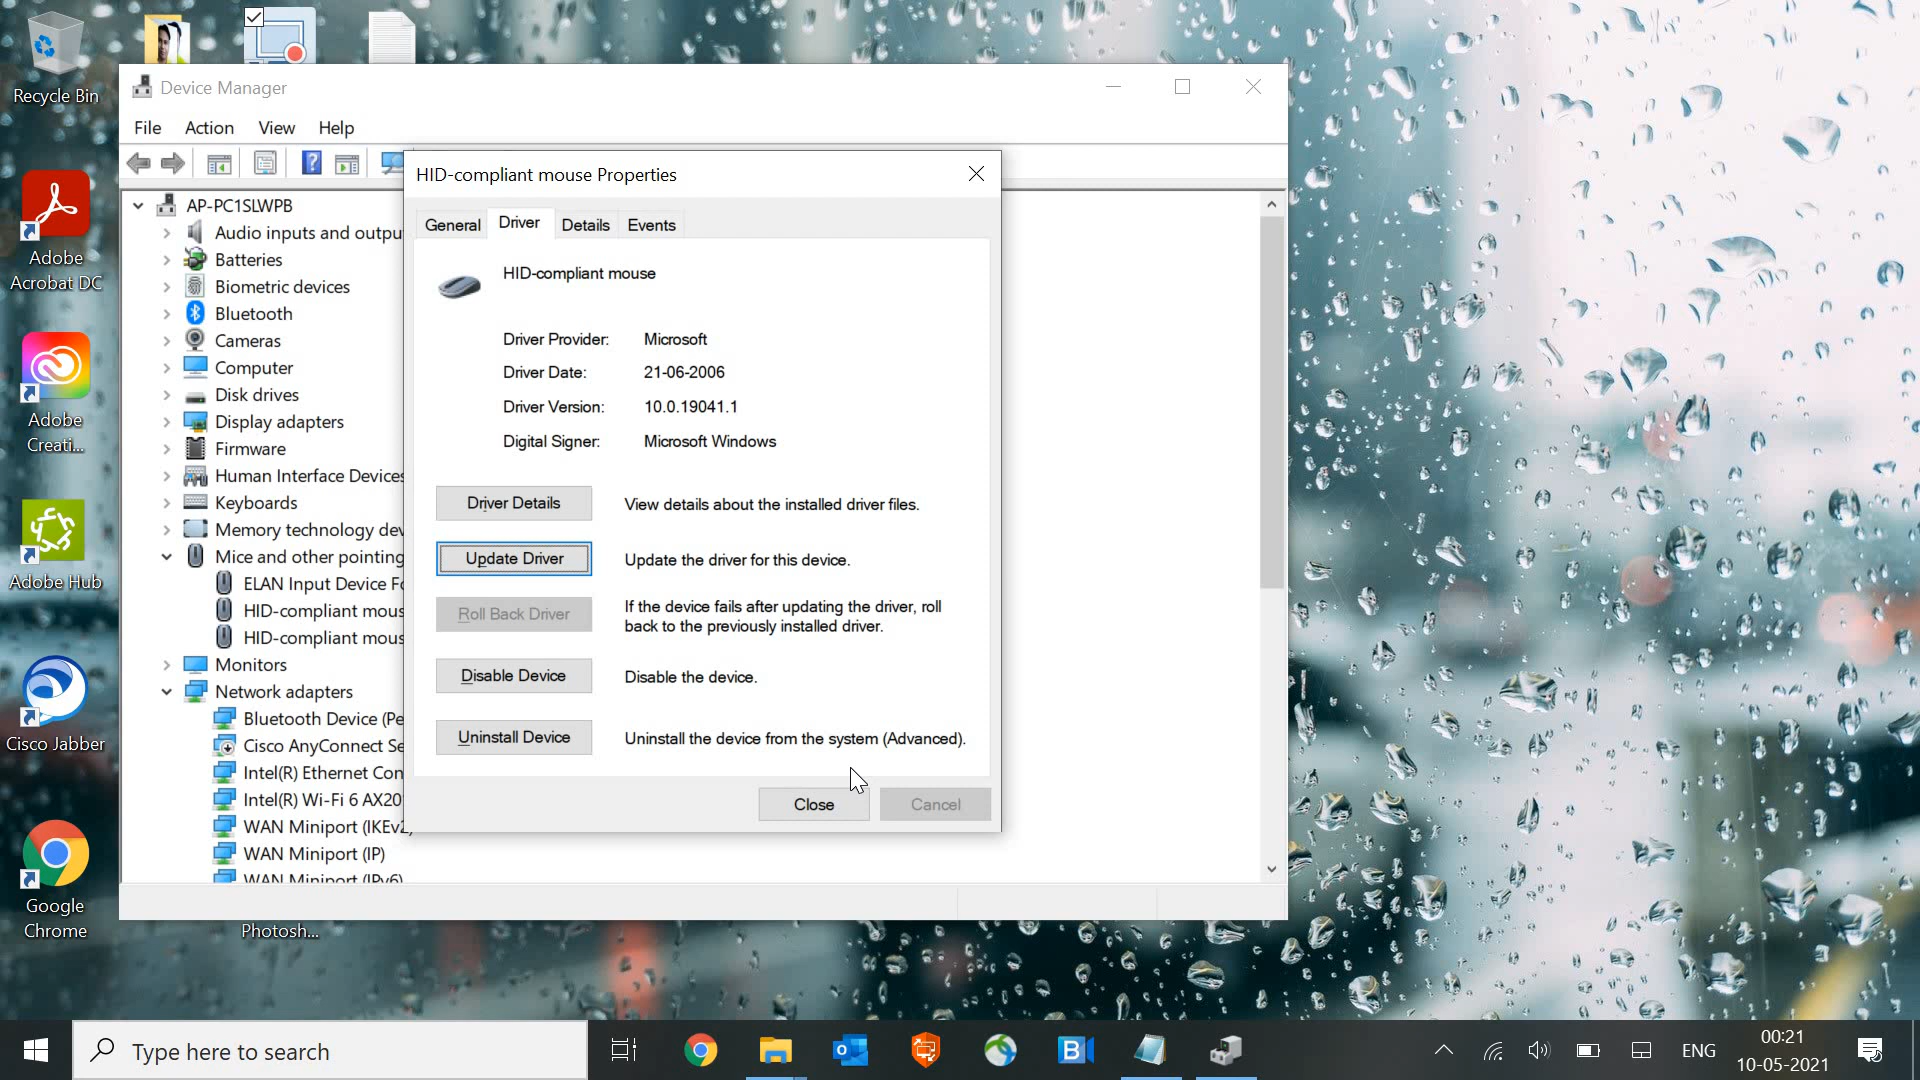 Recycle Bin
Adobe
Acrobat DC
Adobe
Creati...
Adobe Hub
Cisco Jabber
Google
Chrome
Photosh...
Device Manager
File Action View Help
AP-PC1SLWPB
Audio inputs and outpu
Batteries
Biometric devices
Bluetooth
Cameras
Computer
Disk drives
Display adapters
Firmware
Human Interface Devices
Keyboards
Memory technology dev
Mice and other pointing
ELAN Input Device Fo
HID-compliant mous
HID-compliant mous
Monitors
Network adapters
Bluetooth Device (Pe
Cisco AnyConnect Se
Intel(R) Ethernet Con
Intel(R) Wi-Fi 6 AX20
WAN Miniport (IKEv2)
WAN Miniport (IP)
WAN Miniport (IPv6)
HID-compliant mouse Properties
General Driver Details Events
HID-compliant mouse
Driver Provider: Microsoft
Driver Date: 21-06-2006
Driver Version: 10.0.19041.1
Digital Signer: Microsoft Windows
Driver Details View details about the installed driver files.
Update Driver Update the driver for this device.
Roll Back Driver If the device fails after updating the driver, roll
back to the previously installed driver.
Disable Device Disable the device.
Uninstall Device Uninstall the device from the system (Advanced).
Close Cancel
Type here to search
ENG
00:21
10-05-2021